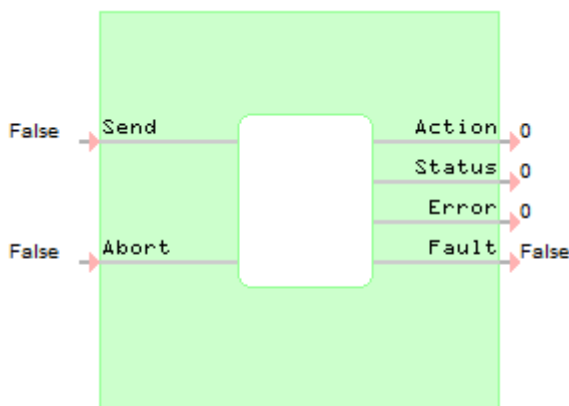 False Send Action 0
Status 0
Error 0
False Abort Fault False